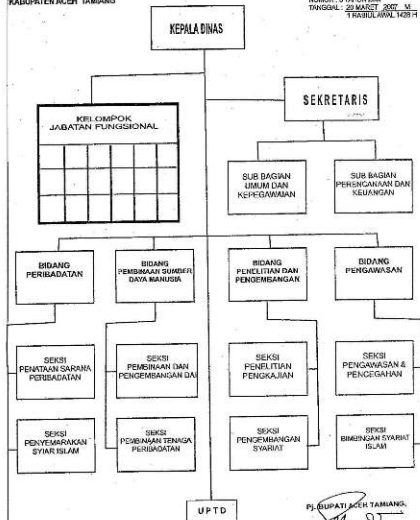 KABUPATEN ACEH TAMIANG
TANGGAL : 20 MARET 2007 M
1 RABIUL AWAL 1428 H
KEPALA DINAS
SEKRETARIS
KELOMPOK
JABATAN FUNGSIONAL
SUB BAGIAN
UMUM DAN
KEPEGAWAIAN
SUB BAGIAN
PERENCANAAN DAN
KEUANGAN
BIDANG
PERIBADATAN
BIDANG
PEMBINAAN SUMBER
DAYA MANUSIA
BIDANG
PENELITIAN DAN
PENGEMBANGAN
BIDANG
PENGAWASAN
SEKSI
PENATAAN SARANA
PERIBADATAN
SEKSI
PEMBINAAN DAN
PENGEMBANGAN DAI
SEKSI
PENELITIAN
PENGKAJIAN
SEKSI
PENGAWASAN &
PENCEGAHAN
SEKSI
PENYEMARAKAN
SYIAR ISLAM
SEKSI
PEMBINAAN TENAGA
PERIBADATAN
SEKSI
PENGEMBANGAN
SYARIAT
SEKSI
BIMBINGAN SYARIAT
ISLAM
UPTD
Pj. BUPATI ACEH TAMIANG,